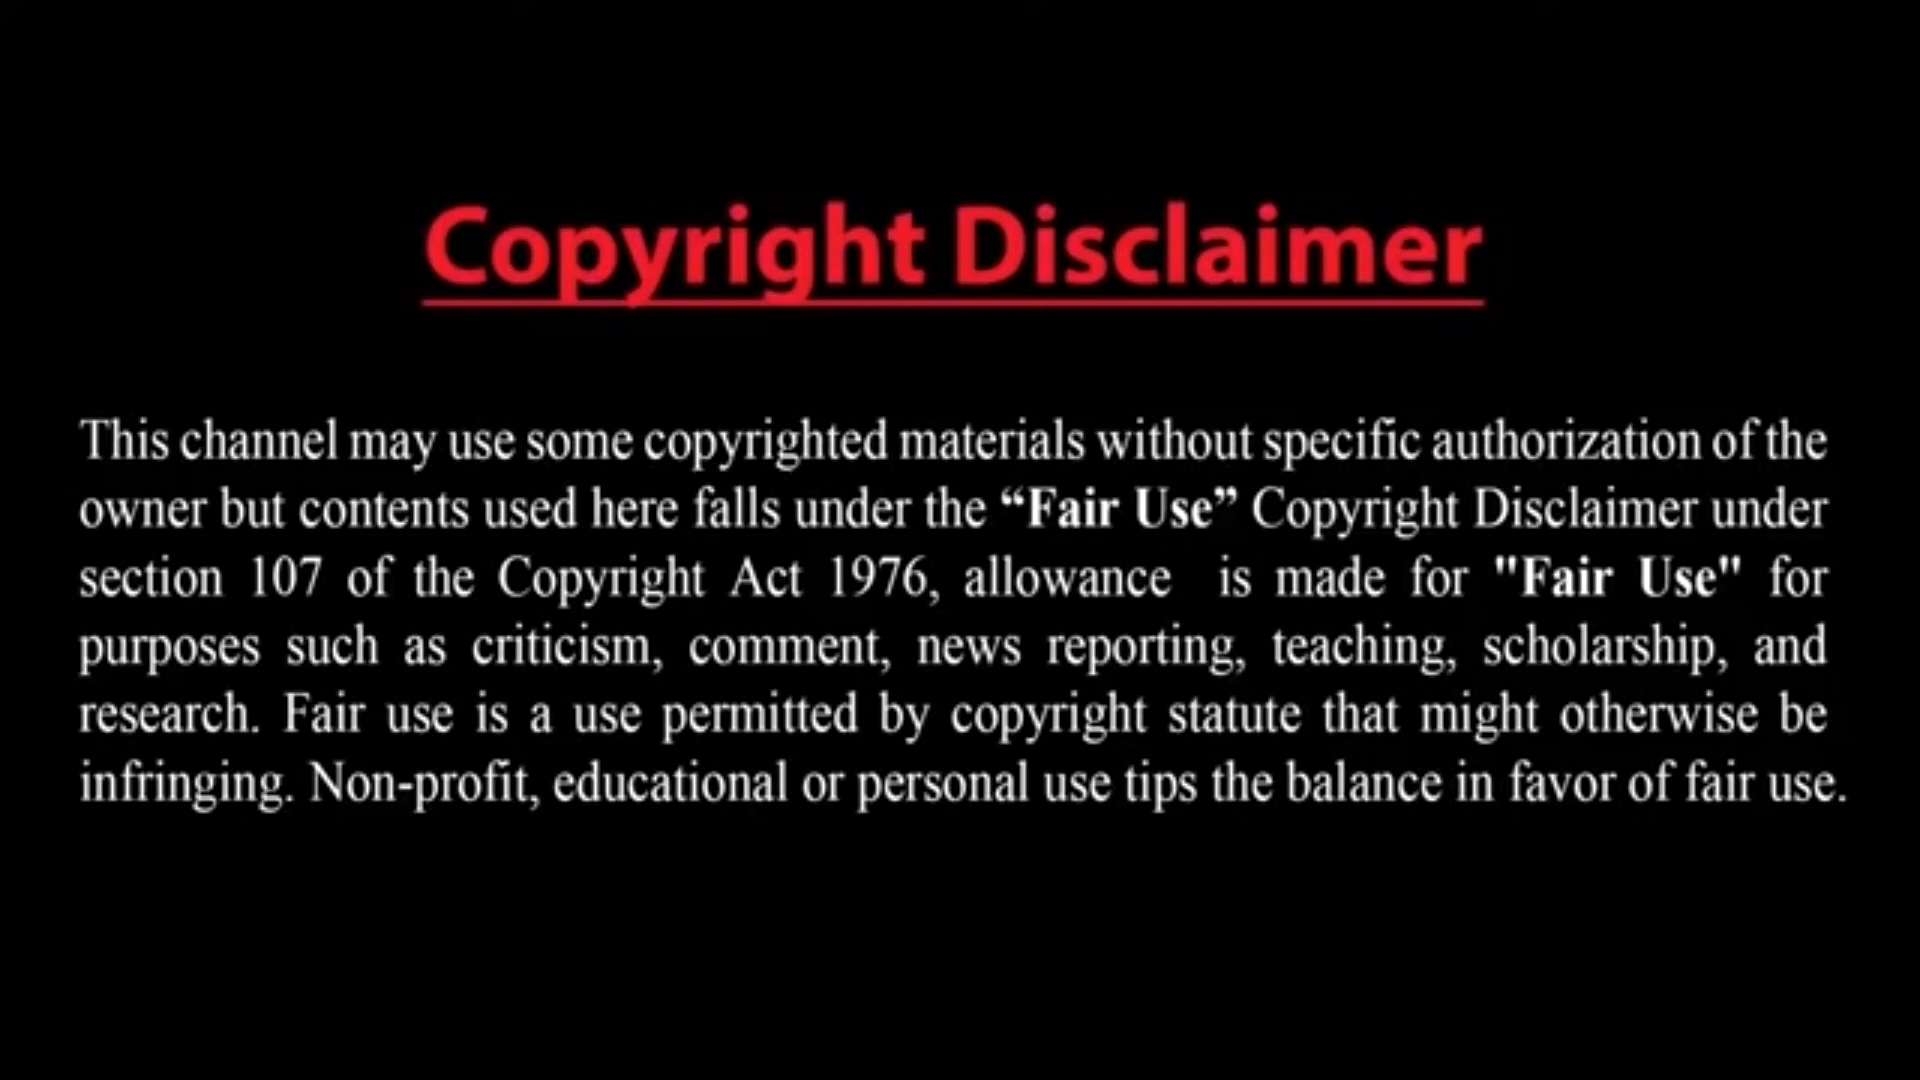 Copyright Disclaimer
This channel may use some copyrighted materials without specific authorization of the
owner but contents used here falls under the “Fair Use” Copyright Disclaimer under
section 107 of the Copyright Act 1976, allowance is made for "Fair Use" for
purposes such as criticism, comment, news reporting, teaching, scholarship, and
research. Fair use is a use permitted by copyright statute that might otherwise be
infringing. Non-profit, educational or personal use tips the balance in favor of fair use.